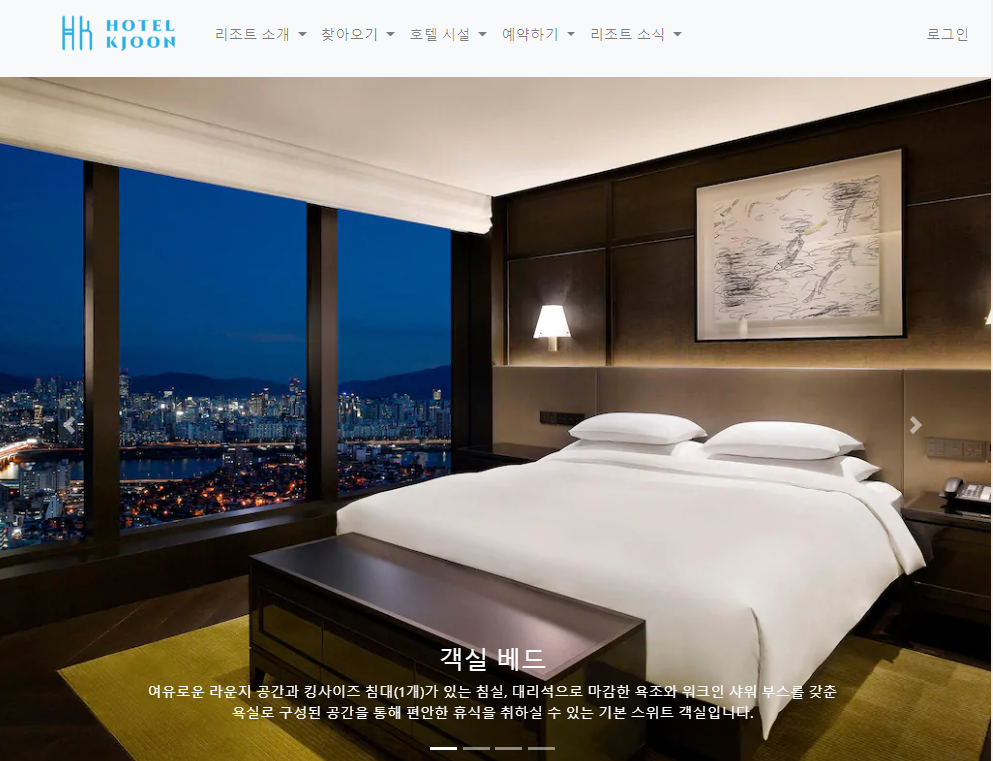 HOTEL
KJOON
리조트 소개
찾아오기
호텔 시설
예약하기
리조트 소식
로그인
객실 베드
여유로운 라운지 공간과 킹사이즈 침대(1개)가 있는 침실, 대리석으로 마감한 욕조와 워크인 샤워 부스를 갖춘
욕실로 구성된 공간을 통해 편안한 휴식을 취하실 수 있는 기본 스위트 객실입니다.